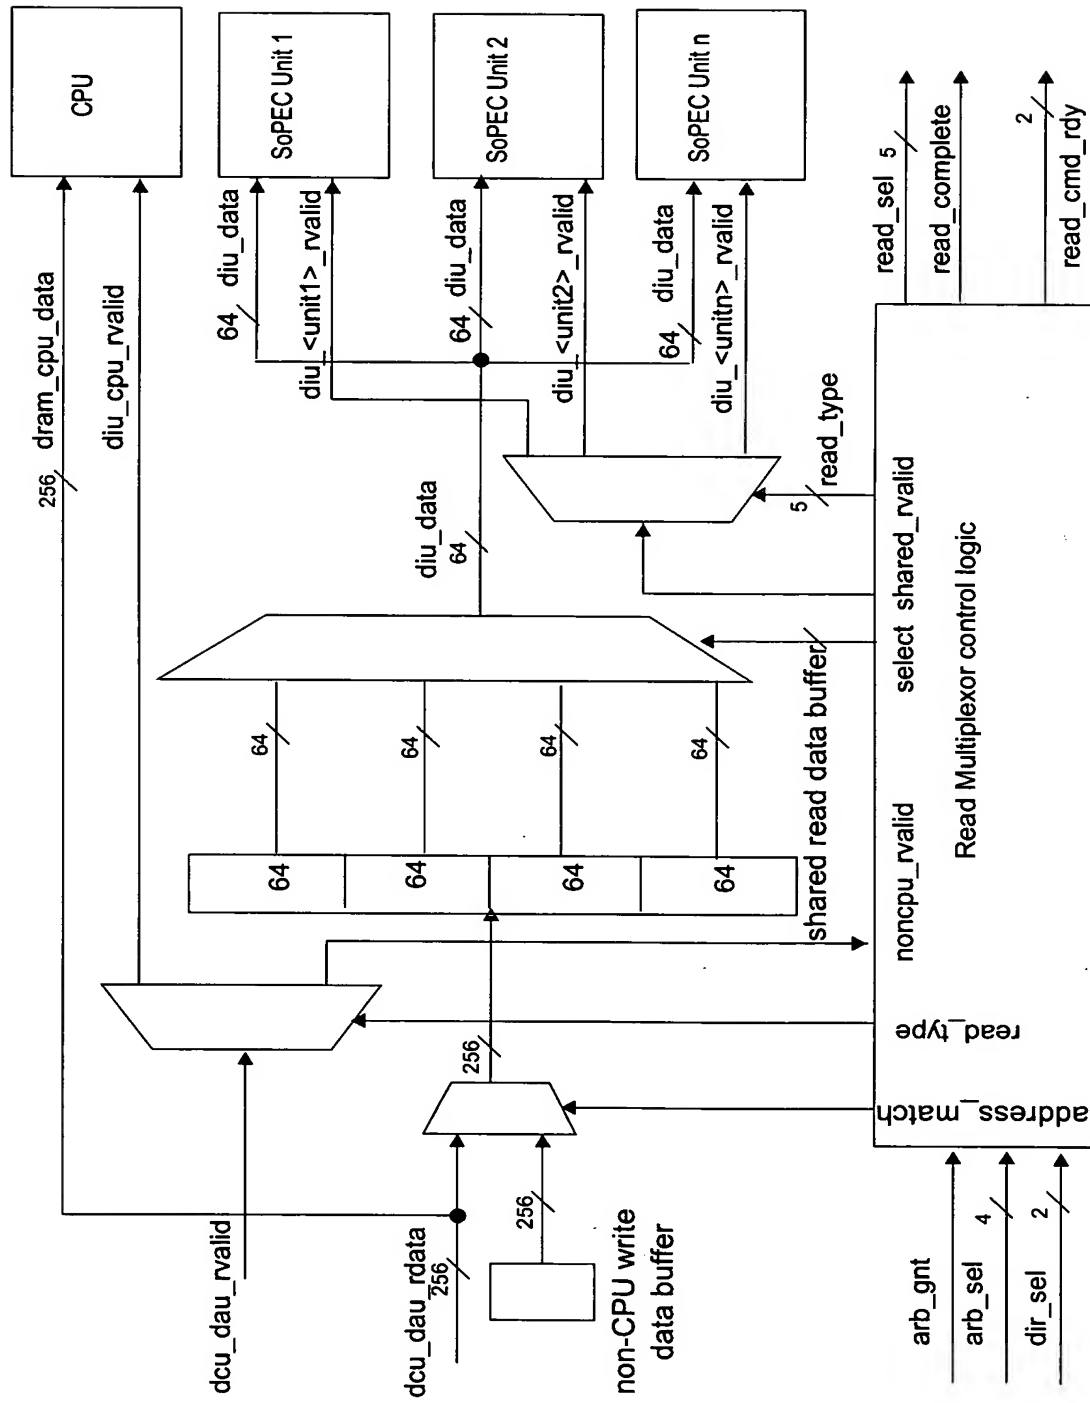 CPU
SoPEC Unit 1
SoPEC Unit 2
SoPEC Unit n
256
dram_cpu_data
diu_cpu_rvalid
64
diu_data
diu_<unit1>_rvalid
64
diu_data
diu_<unit2>_rvalid
64
diu_data
diu_<unitn>_rvalid
read_sel
5
read_complete
2
read_cmd_rdy
diu_data
64
5
read_type
64
64
64
64
64
64
64
64
shared read data buffer
select
shared_rvalid
noncpu_rvalid
Read Multiplexor control logic
read_type
address_match
256
dcu_dau_rvalid
dcu_dau_rdata
256
256
non-CPU write
data buffer
arb_gnt
arb_sel
4
dir_sel
2